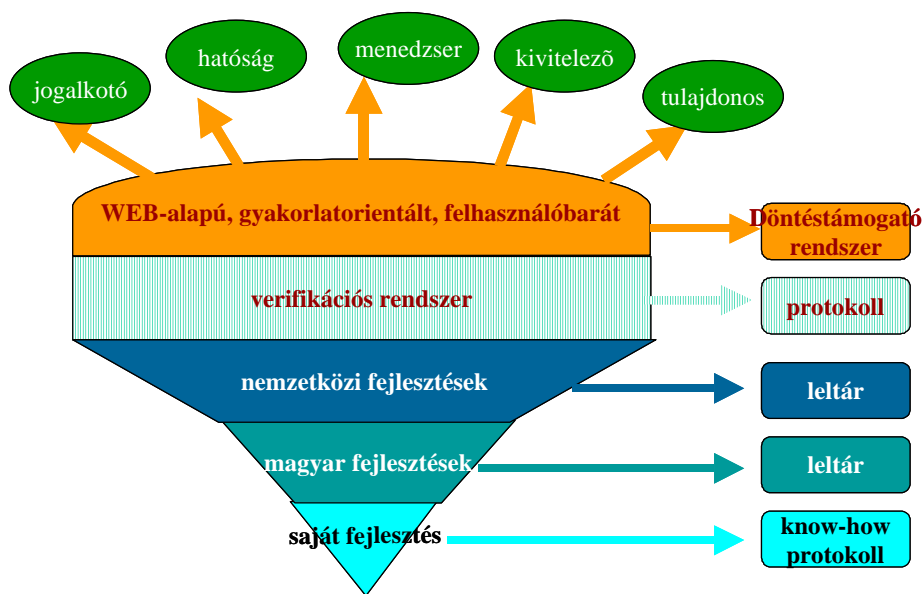 jogalkotó
hatóság
menedzser
kivitelezõ
tulajdonos
WEB-alapú, gyakorlatorientált, felhasználóbarát
Döntéstámogató
rendszer
verifikációs rendszer
protokoll
nemzetközi fejlesztések
leltár
magyar fejlesztések
leltár
saját fejlesztés
know-how
protokoll